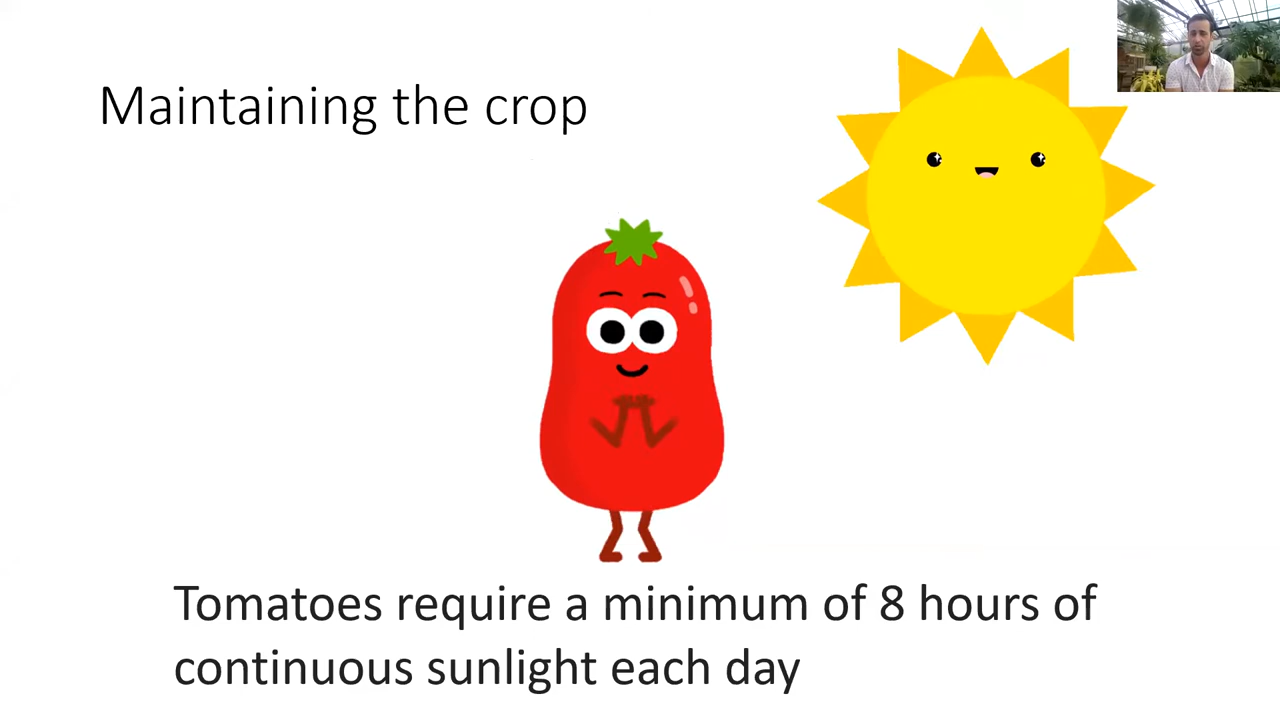 Maintaining the crop
Tomatoes require a minimum of 8 hours of
continuous sunlight each day